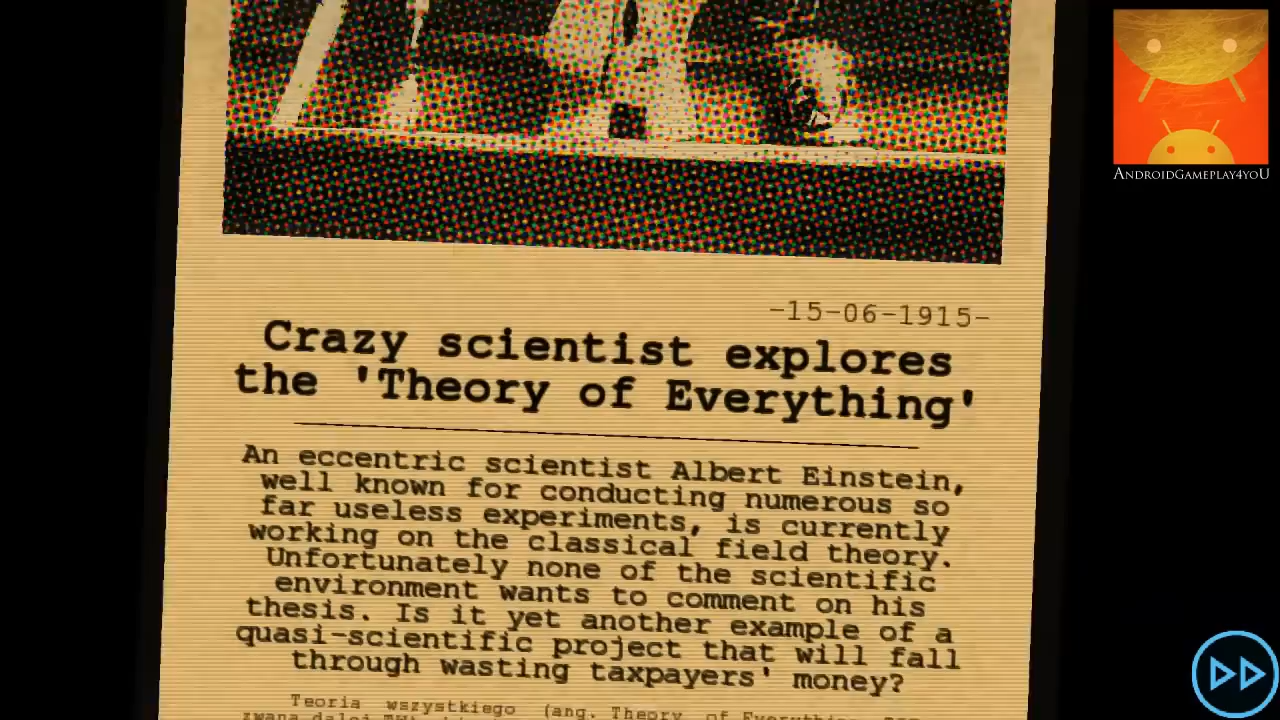 ANDROIDGAMEPLAY4YOU
-15-06-1915-
Crazy scientist explores
the 'Theory of Everything'
An eccentric scientist Albert Einstein,
well known for conducting numerous so
far useless experiments, is currently
working on the classical field theory.
Unfortunately none of the scientific
environment wants to comment on his
thesis. Is it yet another example of a
quasi-scientific project that will fall
through wasting taxpayers' money?
Teoria wszystkiego (ang. Theory of Everything
zwana dalej